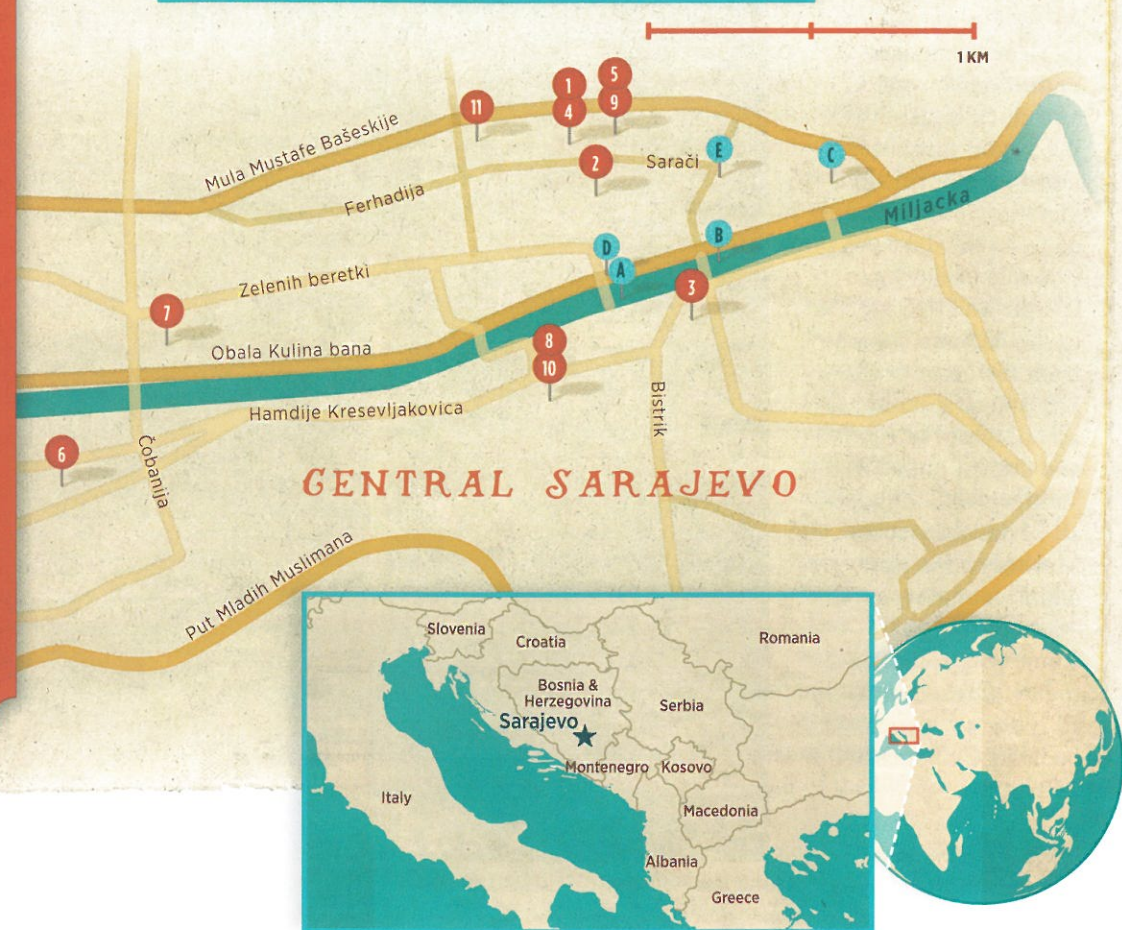 1 KM
1
5
11
4
9
Mula Mustafe Bašeskije
E
C
2
Sarači
Ferhadija
Miljacka
D
B
A
Zelenih beretki
3
7
8
Obala Kulina bana
10
Hamdije Kresevljakovica
Bistrik
6
Čobanija
CENTRAL SARAJEVO
Put Mladih Muslimana
Slovenia
Croatia
Romania
Bosnia &
Herzegovina
Serbia
Sarajevo
Montenegro
Kosovo
Italy
Macedonia
Albania
Greece